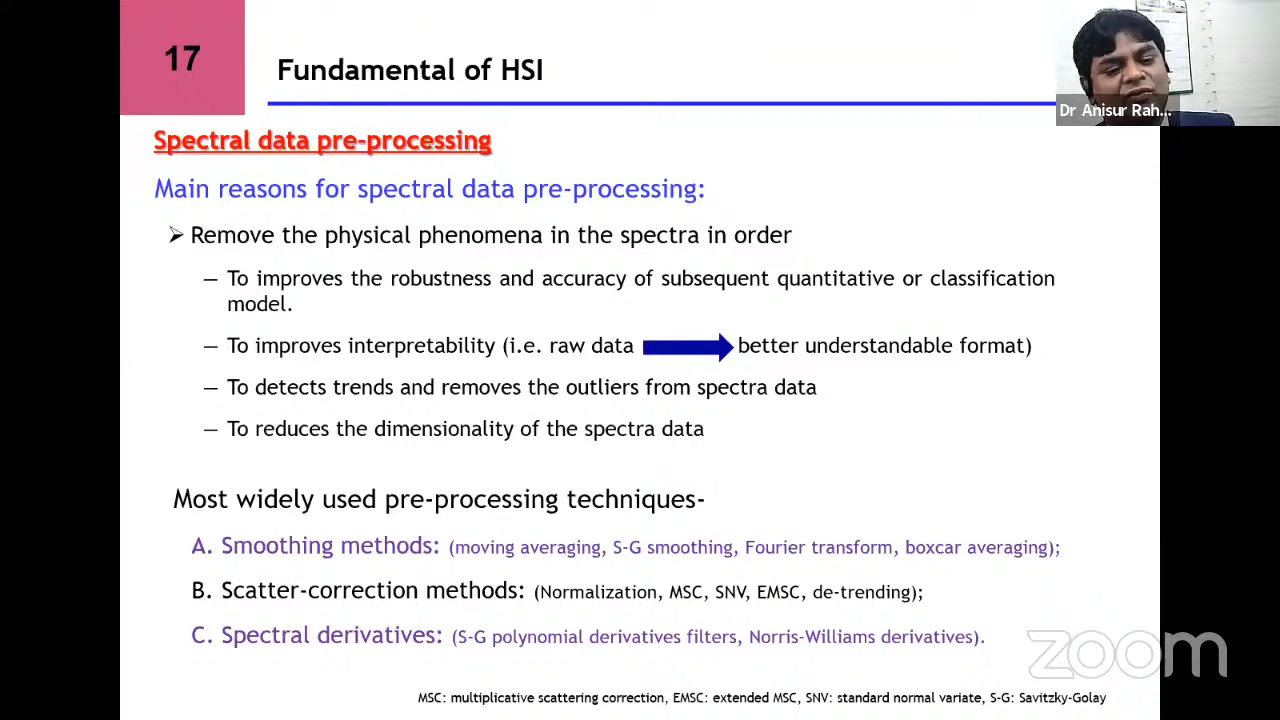 17
Fundamental of HSI
Dr Anisur Rah...
Spectral data pre-processing
Main reasons for spectral data pre-processing:
➢ Remove the physical phenomena in the spectra in order
– To improves the robustness and accuracy of subsequent quantitative or classification
model.
– To improves interpretability (i.e. raw data better understandable format)
– To detects trends and removes the outliers from spectra data
– To reduces the dimensionality of the spectra data
Most widely used pre-processing techniques-
A. Smoothing methods: (moving averaging, S-G smoothing, Fourier transform, boxcar averaging);
B. Scatter-correction methods: (Normalization, MSC, SNV, EMSC, de-trending);
C. Spectral derivatives: (S-G polynomial derivatives filters, Norris-Williams derivatives).
zoom
MSC: multiplicative scattering correction, EMSC: extended MSC, SNV: standard normal variate, S-G: Savitzky-Golay